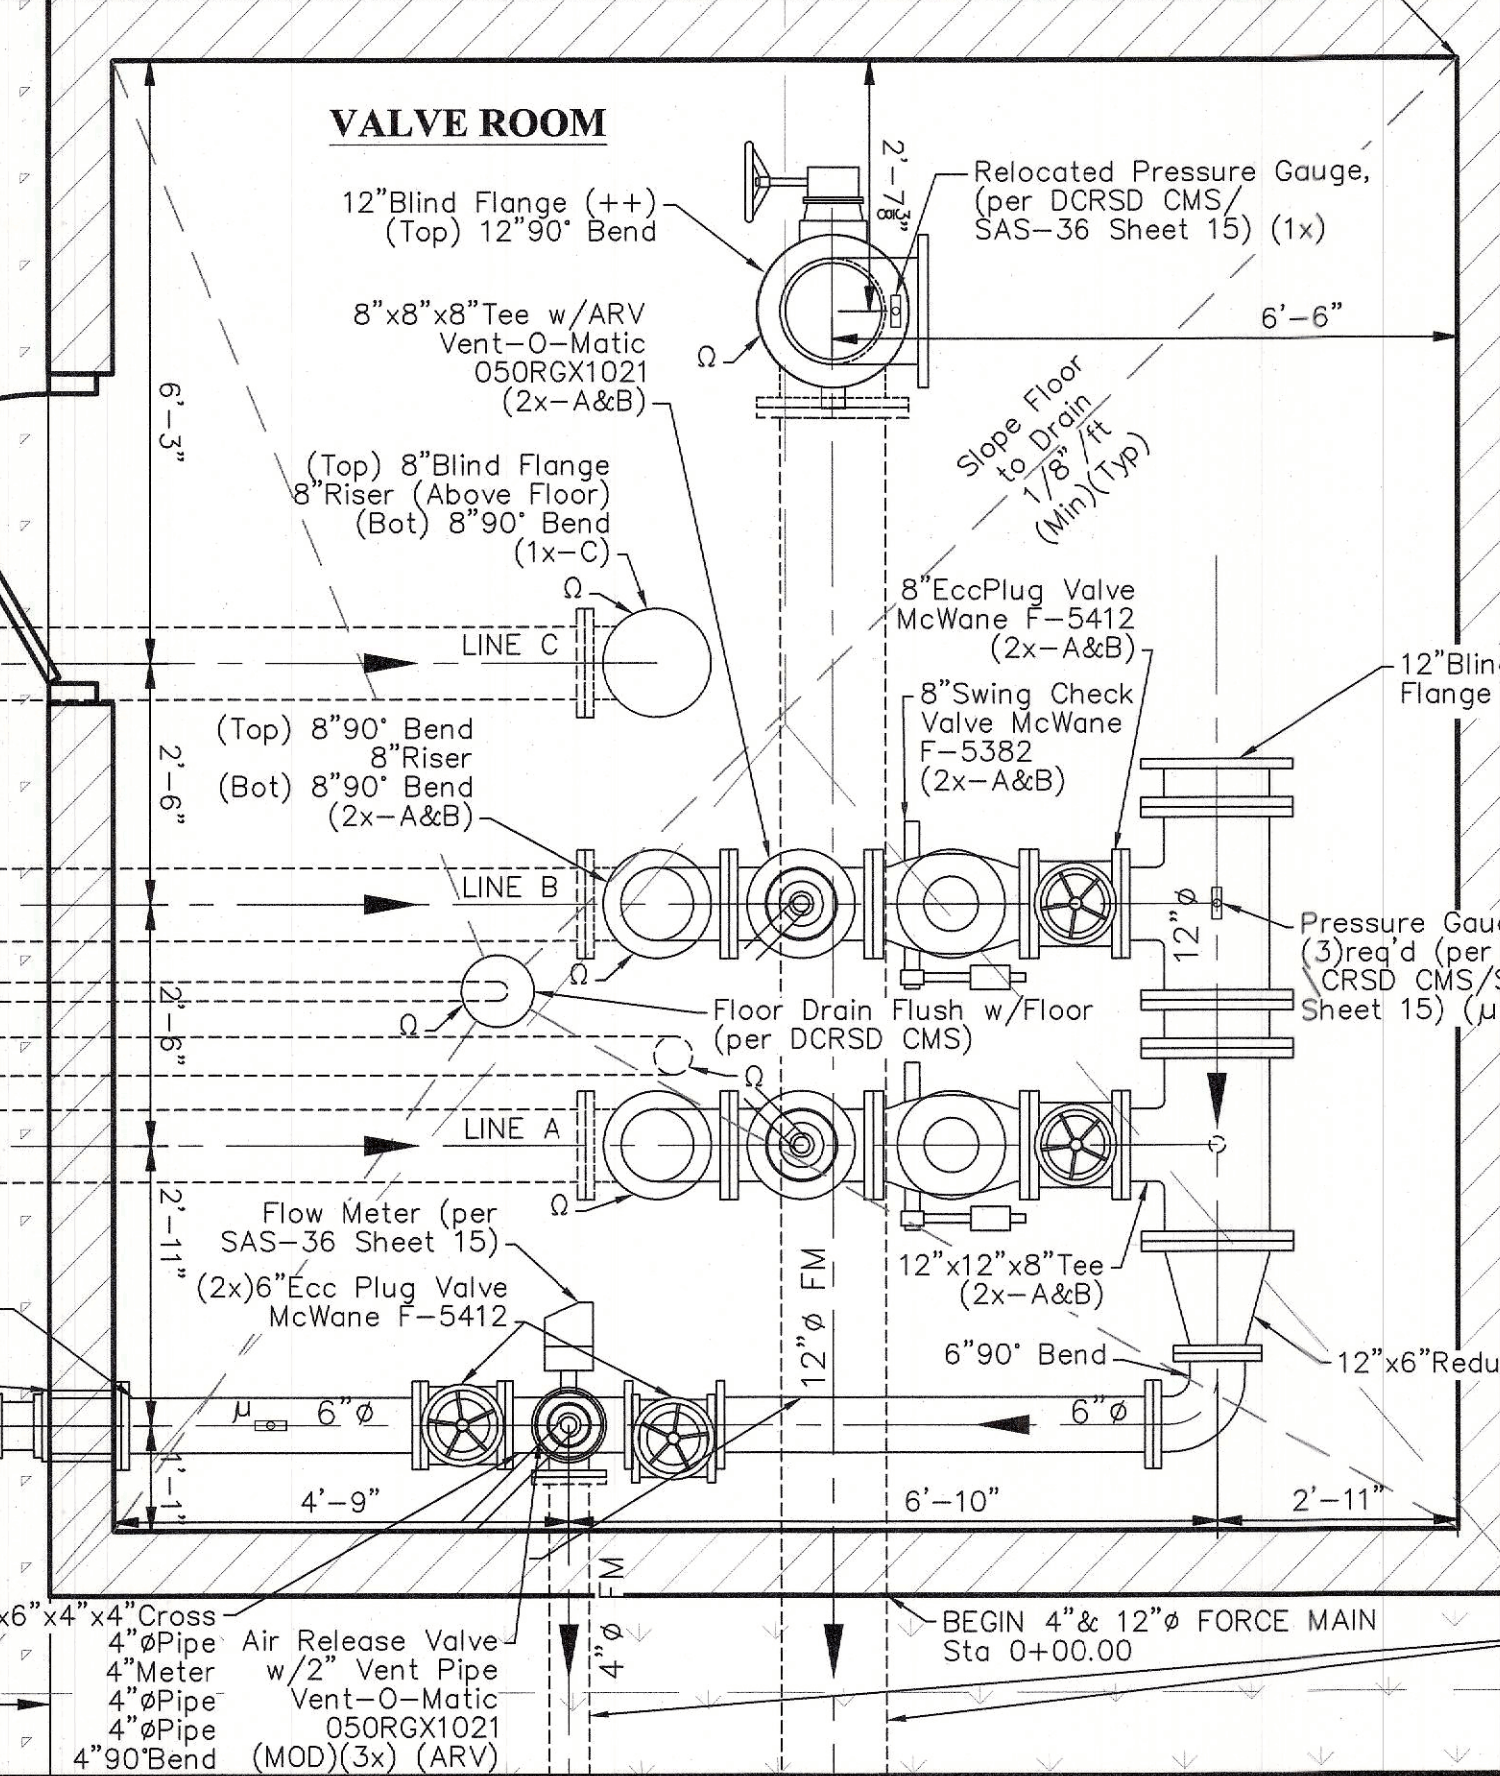 VALVE ROOM
12"Blind Flange (++)
(Top) 12"90° Bend
2'-7 3/8"
Relocated Pressure Gauge,
(per DCRSD CMS/
SAS-36 Sheet 15) (1x)
8"x8"x8"Tee w/ARV
Vent-O-Matic
050RGX1021
(2x-A&B)
Ω
6'-6"
6'-3"
Slope Floor
to Drain
1/8" /ft
(Min)(Typ)
(Top) 8"Blind Flange
8"Riser (Above Floor)
(Bot) 8"90° Bend
(1x-C)
Ω
LINE C
8"EccPlug Valve
McWane F-5412
(2x-A&B)
12"Blin
Flange
8"Swing Check
Valve McWane
F-5382
(2x-A&B)
(Top) 8"90° Bend
8"Riser
(Bot) 8"90° Bend
(2x-A&B)
2'-6"
LINE B
12"ø
Ω
Pressure Gau
(3)req'd (per
CRSD CMS/S
Sheet 15) (µ
2'-6"
Ω
Floor Drain Flush w/Floor
(per DCRSD CMS)
Ω
LINE A
Ω
2'-11"
Flow Meter (per
SAS-36 Sheet 15)
(2x)6"Ecc Plug Valve
McWane F-5412
12"ø FM
12"x12"x8"Tee
(2x-A&B)
6"90° Bend
12"x6"Redu
µ
6"ø
6"ø
1'-1"
4'-9"
6'-10"
2'-11"
4"ø FM
x6"x4"x4"Cross
4"øPipe
4"Meter
4"øPipe
4"øPipe
4"90°Bend
Air Release Valve
w/2" Vent Pipe
Vent-O-Matic
050RGX1021
(MOD)(3x) (ARV)
BEGIN 4"& 12"ø FORCE MAIN
Sta 0+00.00